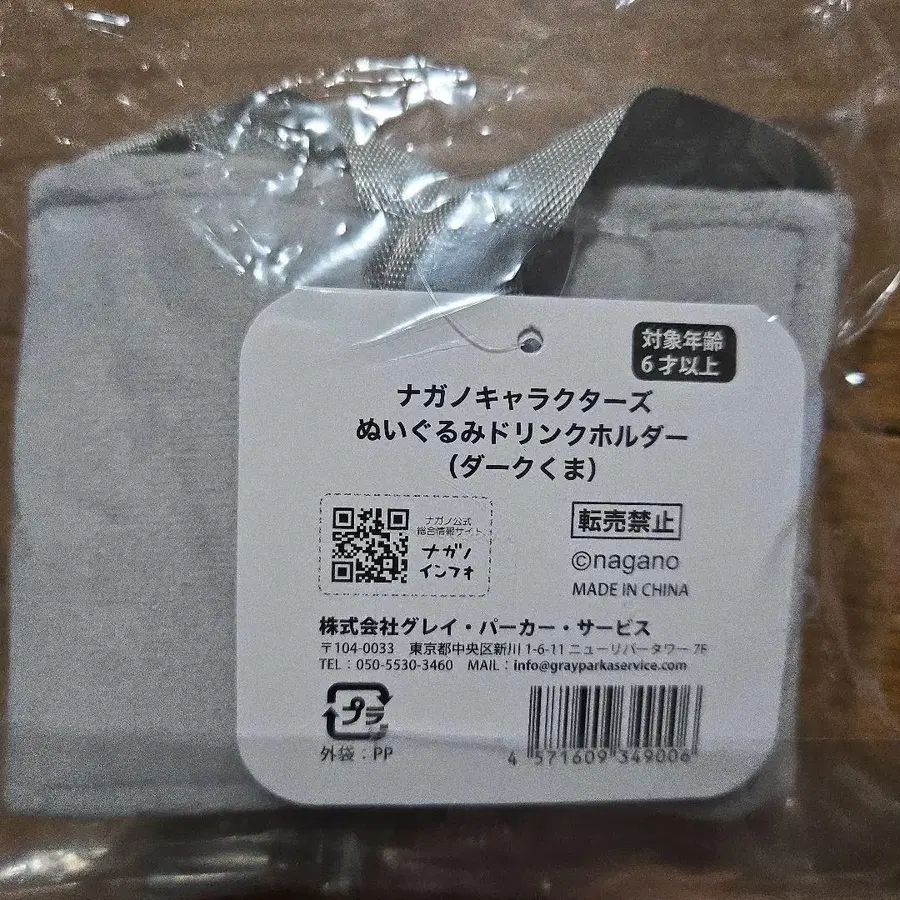 対象年齢
6才以上
ナガノキャラクターズ
ぬいぐるみドリンクホルダー
(ダークくま)
ナガノ公式
総合情報サイト
ナガノ
インフォ
転売禁止
©nagano
MADE IN CHINA
株式会社グレイ・パーカー・サービス
〒104-0033 東京都中央区新川1-6-11 ニューリバータワー 7F
TEL：050-5530-3460 MAIL：info@grayparkaservice.com
プラ
外袋：PP
4 571609 349006